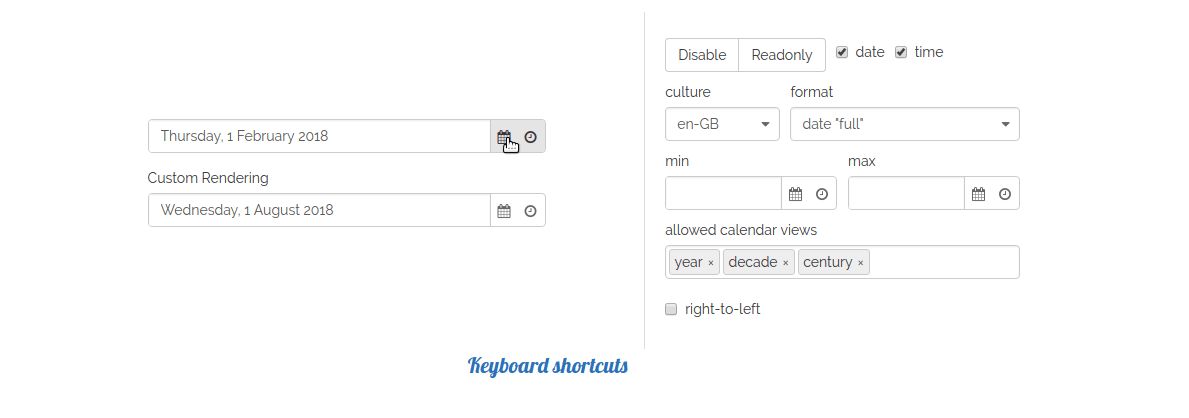 Thursday, 1 February 2018
Custom Rendering
Wednesday, 1 August 2018
Disable Readonly date time
culture format
en-GB date "full"
min max
allowed calendar views
year × decade × century ×
right-to-left
Keyboard shortcuts